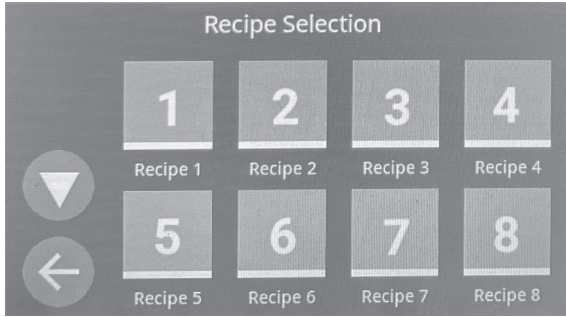 Recipe Selection
1 2 3 4
Recipe 1 Recipe 2 Recipe 3 Recipe 4
5 6 7 8
Recipe 5 Recipe 6 Recipe 7 Recipe 8